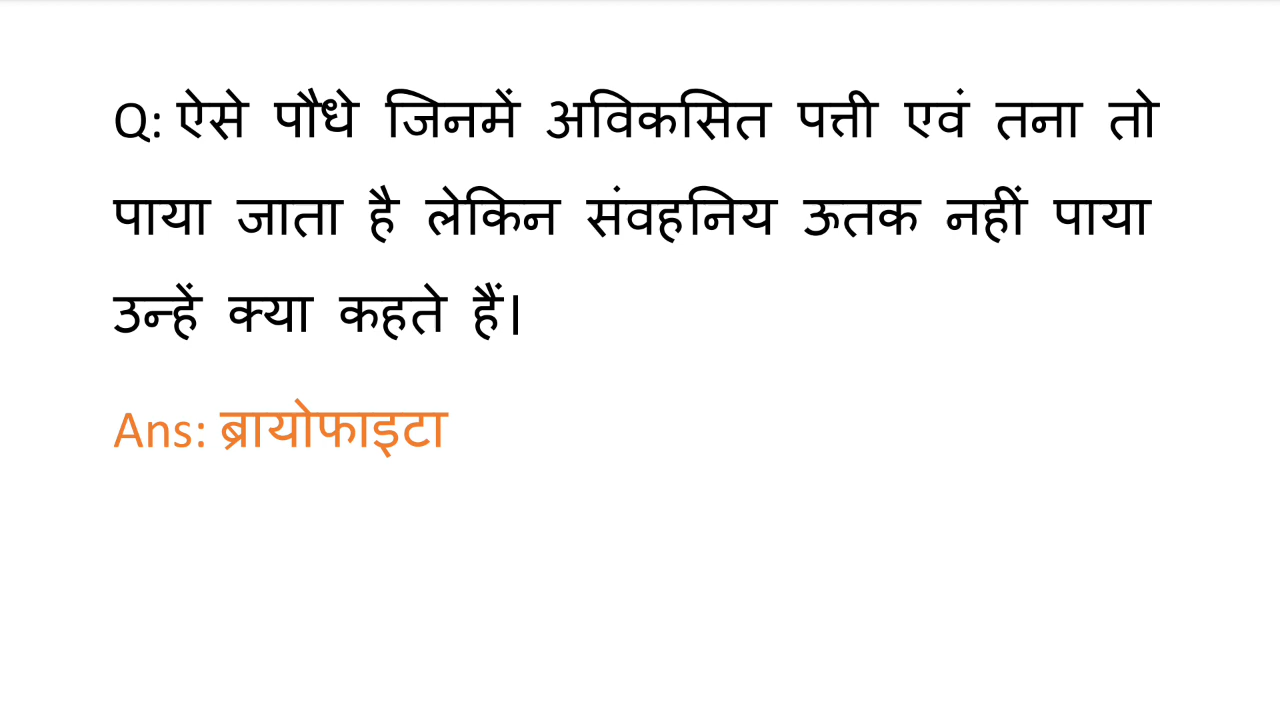 Q: ऐसे पौधे जिनमें अविकसित पत्ती एवं तना तो
पाया जाता है लेकिन संवहनिय ऊतक नहीं पाया
उन्हें क्या कहते हैं।
Ans: ब्रायोफाइटा